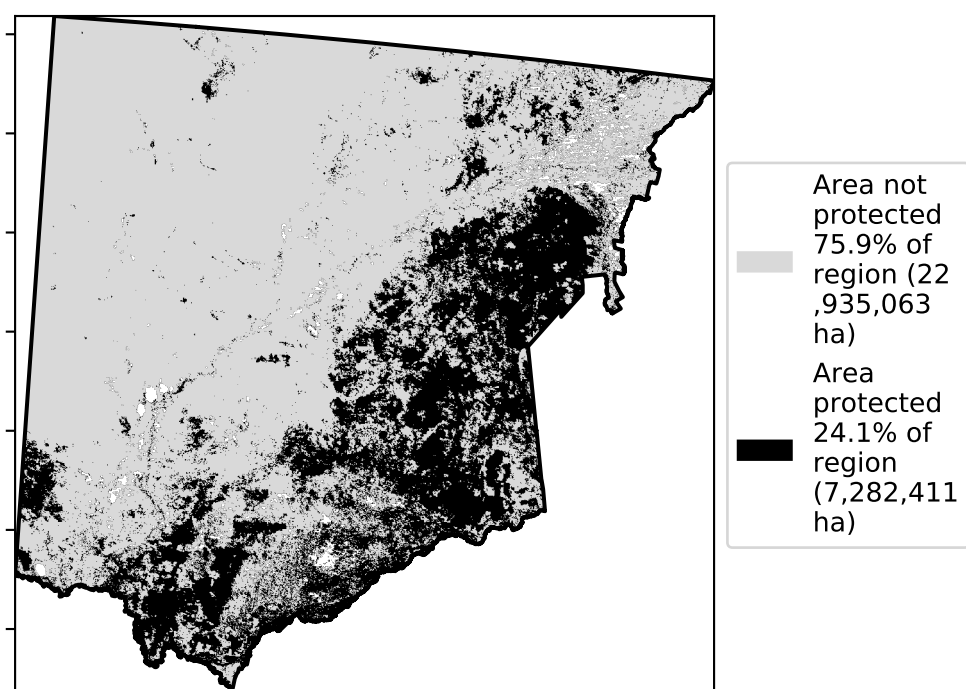 Area not
protected
75.9% of
region (22
,935,063
ha)
Area
protected
24.1% of
region
(7,282,411
ha)